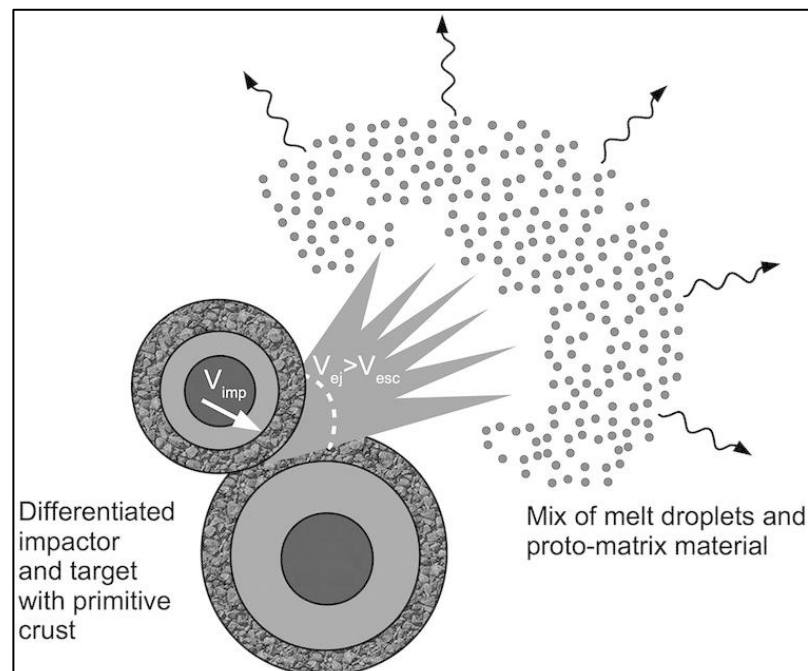 V_ej>V_esc
V_imp
Differentiated
impactor
and target
with primitive
crust
Mix of melt droplets and
proto-matrix material